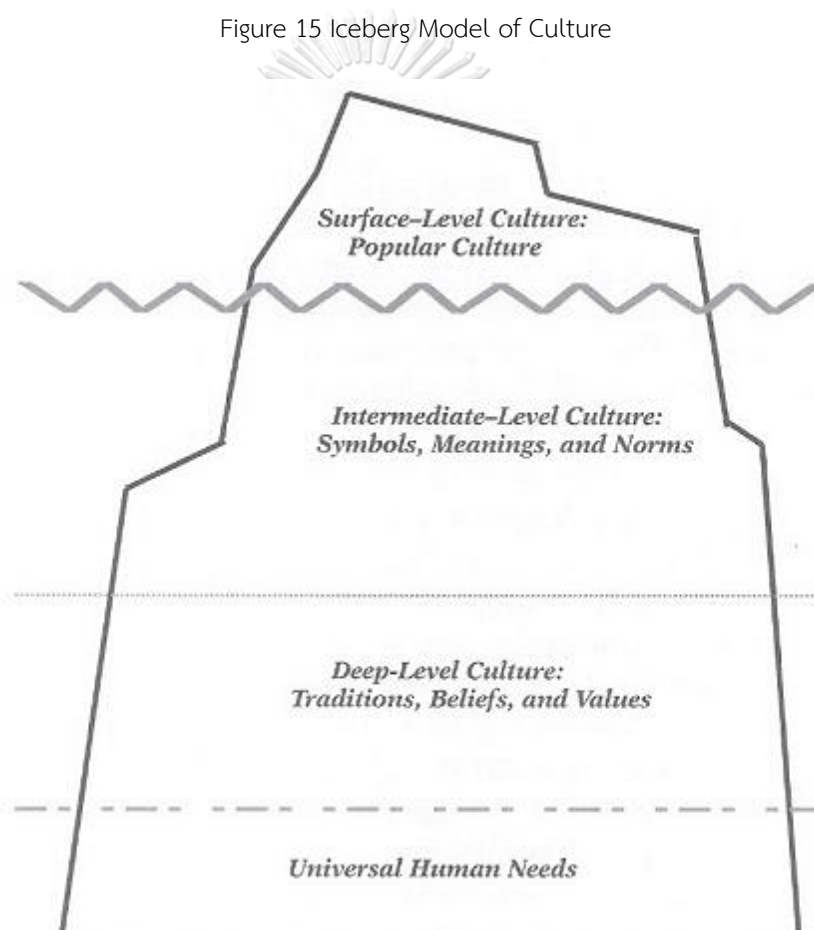 Figure 15 Iceberg Model of Culture
Surface–Level Culture:
Popular Culture
Intermediate–Level Culture:
Symbols, Meanings, and Norms
Deep-Level Culture:
Traditions, Beliefs, and Values
Universal Human Needs